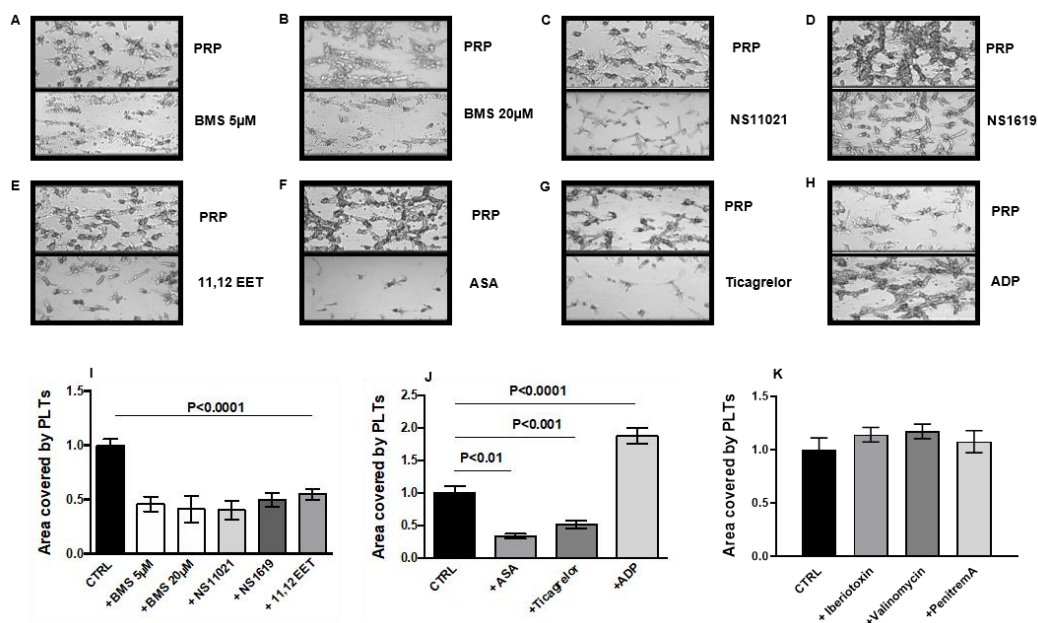 A
PRP
BMS 5µM
B
PRP
BMS 20µM
C
PRP
NS11021
D
PRP
NS1619
E
PRP
11,12 EET
F
PRP
ASA
G
PRP
Ticagrelor
H
PRP
ADP
I
Area covered by PLTs
1.5
1.0
0.5
0.0
P<0.0001
CTRL
+BMS 5µM
+BMS 20µM
+ NS11021
+ NS1619
+ 11,12 EET
J
Area covered by PLTs
2.5
2.0
1.5
1.0
0.5
0.0
P<0.0001
P<0.001
P<0.01
CTRL
+ASA
+Ticagrelor
+ADP
K
Area covered by PLTs
1.5
1.0
0.5
0.0
CTRL
+ Iberiotoxin
+Valinomycin
+PenitremA